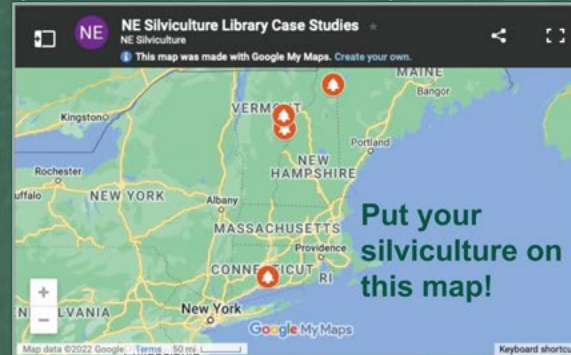 NE
NE Silviculture Library Case Studies
NE Silviculture
This map was made with Google My Maps. Create your own.
MAINE
Bangor
VERMONT
Kingston
Portland
NEW HAMPSHIRE
Rochester
uffalo
NEW YORK
Albany
MASSACHUSETTS
Providence
CONNECTICUT
RI
Put your
silviculture on
this map!
NSYLVANIA
New York
Google My Maps
Map data ©2022 Google
Terms
50 mi
Keyboard shortcu